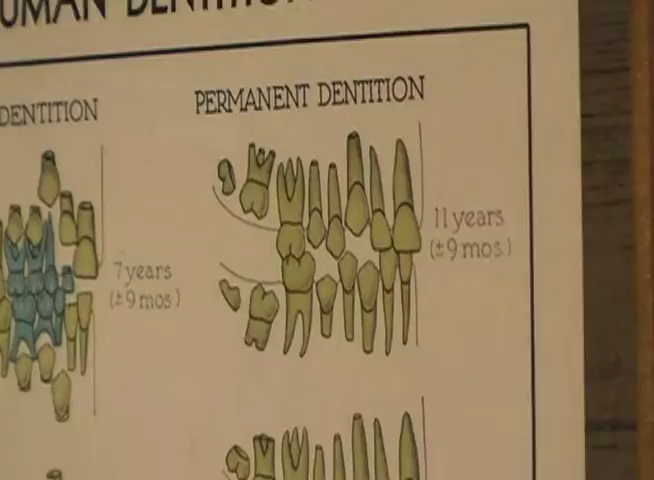 DENTITION
PERMANENT DENTITION
7 years
(±9 mos.)
11 years
(±9 mos.)